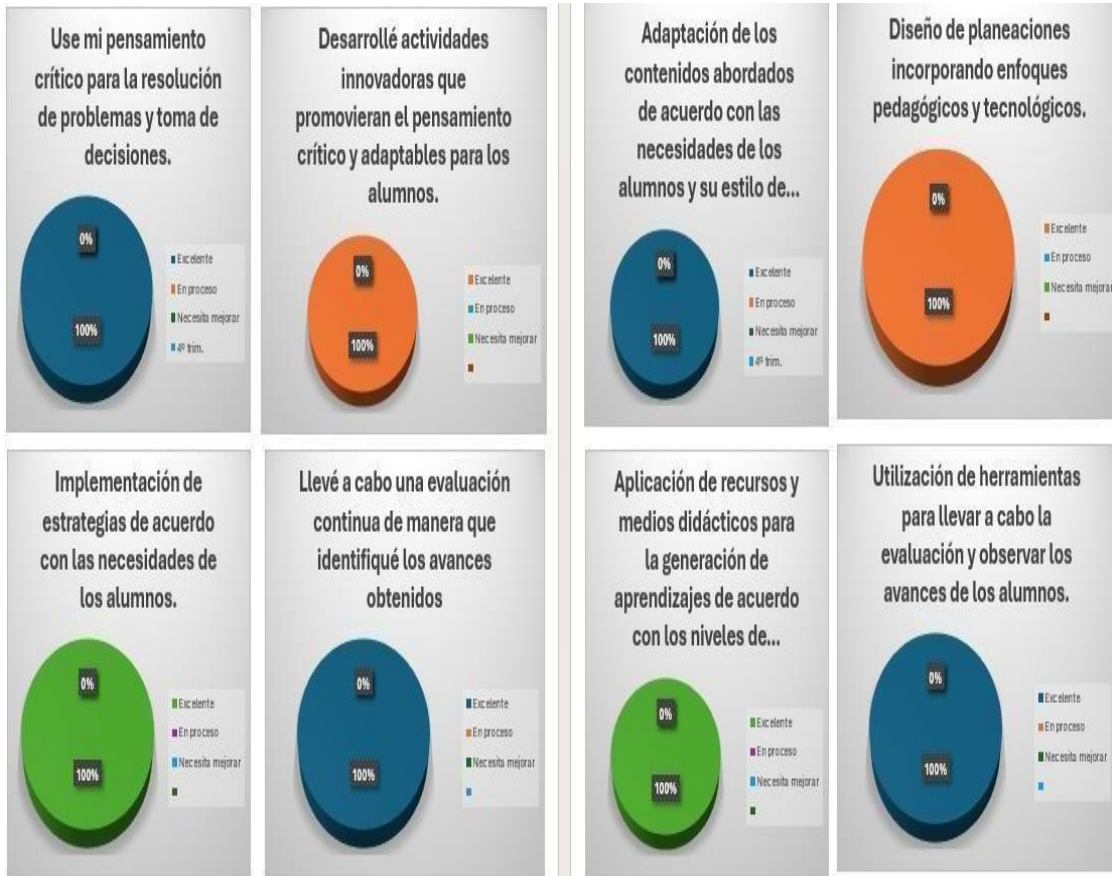 Use mi pensamiento
crítico para la resolución
de problemas y toma de
decisiones.
0%
100%
Excelente
En proceso
Necesita mejorar
4º trim.
Desarrollé actividades
innovadoras que
promovieran el pensamiento
crítico y adaptables para los
alumnos.
0%
100%
Excelente
En proceso
Necesita mejorar
Adaptación de los
contenidos abordados
de acuerdo con las
necesidades de los
alumnos y su estilo de...
0%
100%
Excelente
En proceso
Necesita mejorar
4º trim.
Diseño de planeaciones
incorporando enfoques
pedagógicos y tecnológicos.
0%
100%
Excelente
En proceso
Necesita mejorar
Implementación de
estrategias de acuerdo
con las necesidades de
los alumnos.
0%
100%
Excelente
En proceso
Necesita mejorar
Llevé a cabo una evaluación
continua de manera que
identifiqué los avances
obtenidos
0%
100%
Excelente
En proceso
Necesita mejorar
Aplicación de recursos y
medios didácticos para
la generación de
aprendizajes de acuerdo
con los niveles de...
0%
100%
Excelente
En proceso
Necesita mejorar
Utilización de herramientas
para llevar a cabo la
evaluación y observar los
avances de los alumnos.
0%
100%
Excelente
En proceso
Necesita mejorar